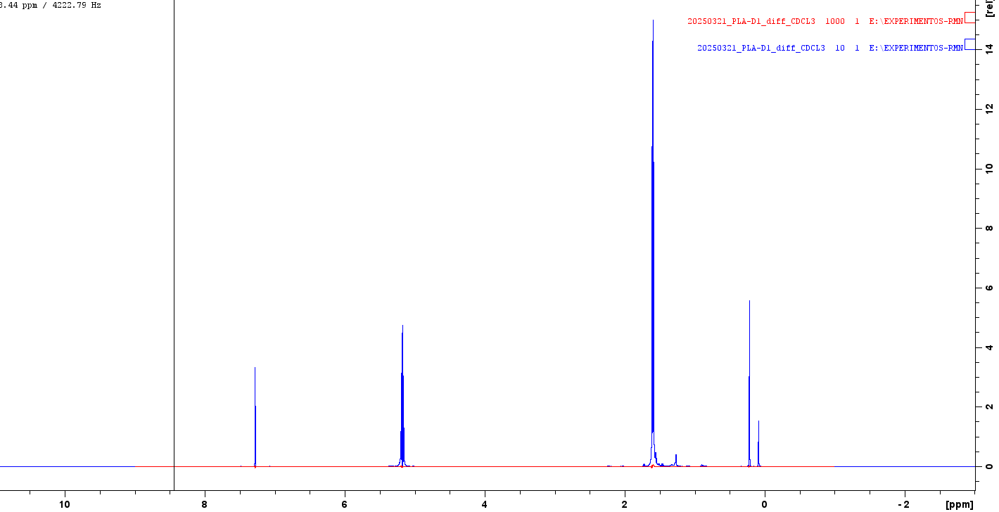 8.44 ppm / 4222.79 Hz
[rel]
20250321_PLA-D1_diff_CDCL3 1000 1 E:\EXPERIMENTOS-RMN
20250321_PLA-D1_diff_CDCL3 10 1 E:\EXPERIMENTOS-RMN
14
12
10
8
6
4
2
0
10 8 6 4 2 0 -2 [ppm]